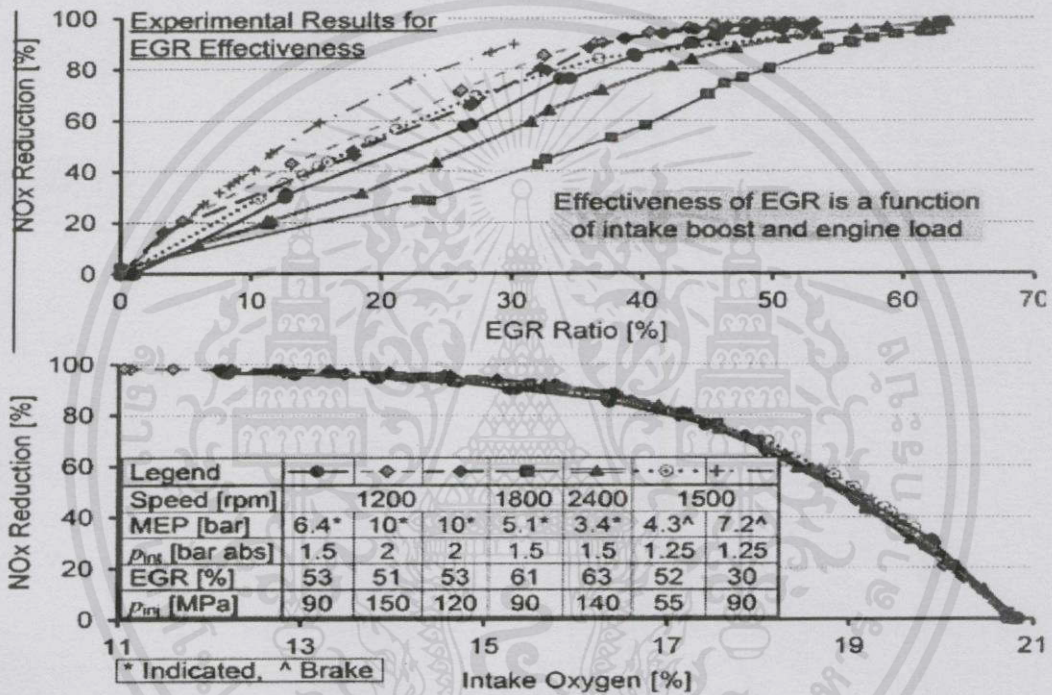 Experimental Results for
EGR Effectiveness
NOx Reduction [%]
100
80
60
40
20
0
Effectiveness of EGR is a function
of intake boost and engine load
0 10 20 30 40 50 60 70
EGR Ratio [%]
NOx Reduction [%]
100
80
60
40
20
0
Legend
Speed [rpm] 1200 1800 2400 1500
MEP [bar] 6.4* 10* 10* 5.1* 3.4* 4.3^ 7.2^
pint [bar abs] 1.5 2 2 1.5 1.5 1.25 1.25
EGR [%] 53 51 53 61 63 52 30
pinj [MPa] 90 150 120 90 140 55 90
11 13 15 17 19 21
* Indicated, ^ Brake
Intake Oxygen [%]